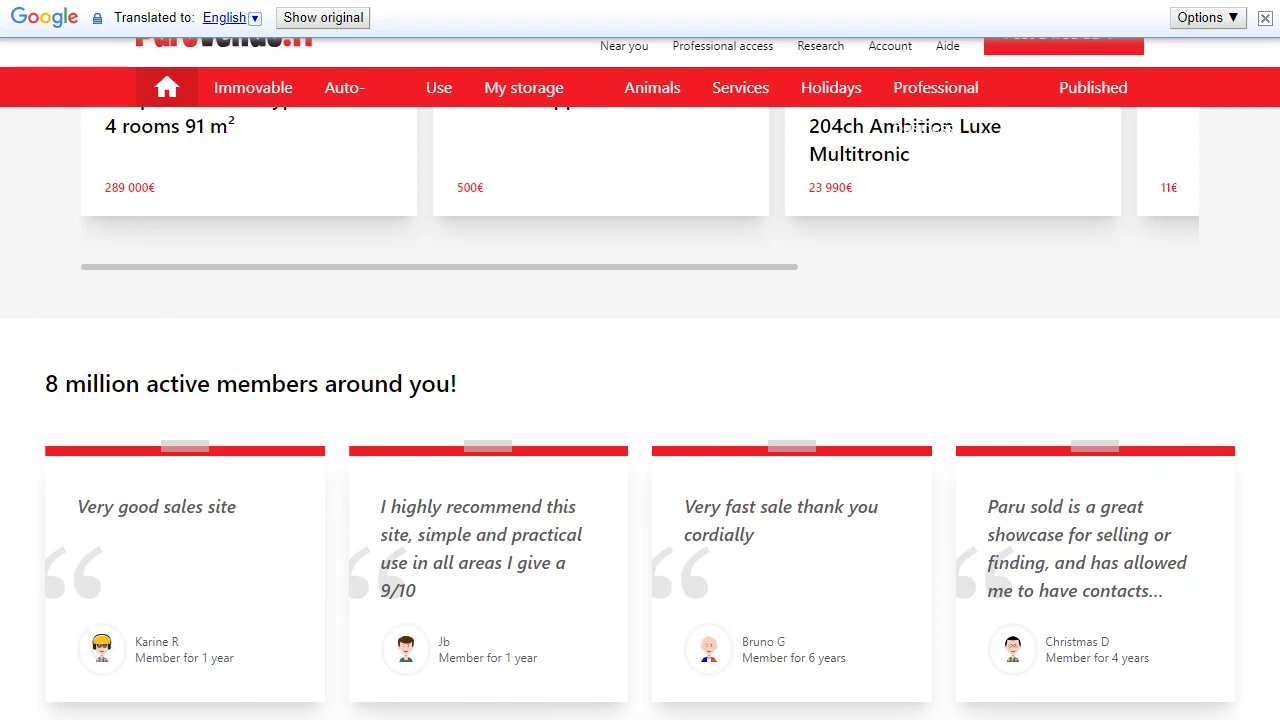 Google Translated to: English Show original Options ▼
Near you Professional access Research Account Aide
Immovable Auto- Use My storage Animals Services Holidays Professional Published
4 rooms 91 m²
204ch Ambition Luxe
Multitronic
289 000€ 500€ 23 990€ 11€
8 million active members around you!
Very good sales site
I highly recommend this
site, simple and practical
use in all areas I give a
9/10
Very fast sale thank you
cordially
Paru sold is a great
showcase for selling or
finding, and has allowed
me to have contacts...
Karine R
Member for 1 year
Jb
Member for 1 year
Bruno G
Member for 6 years
Christmas D
Member for 4 years